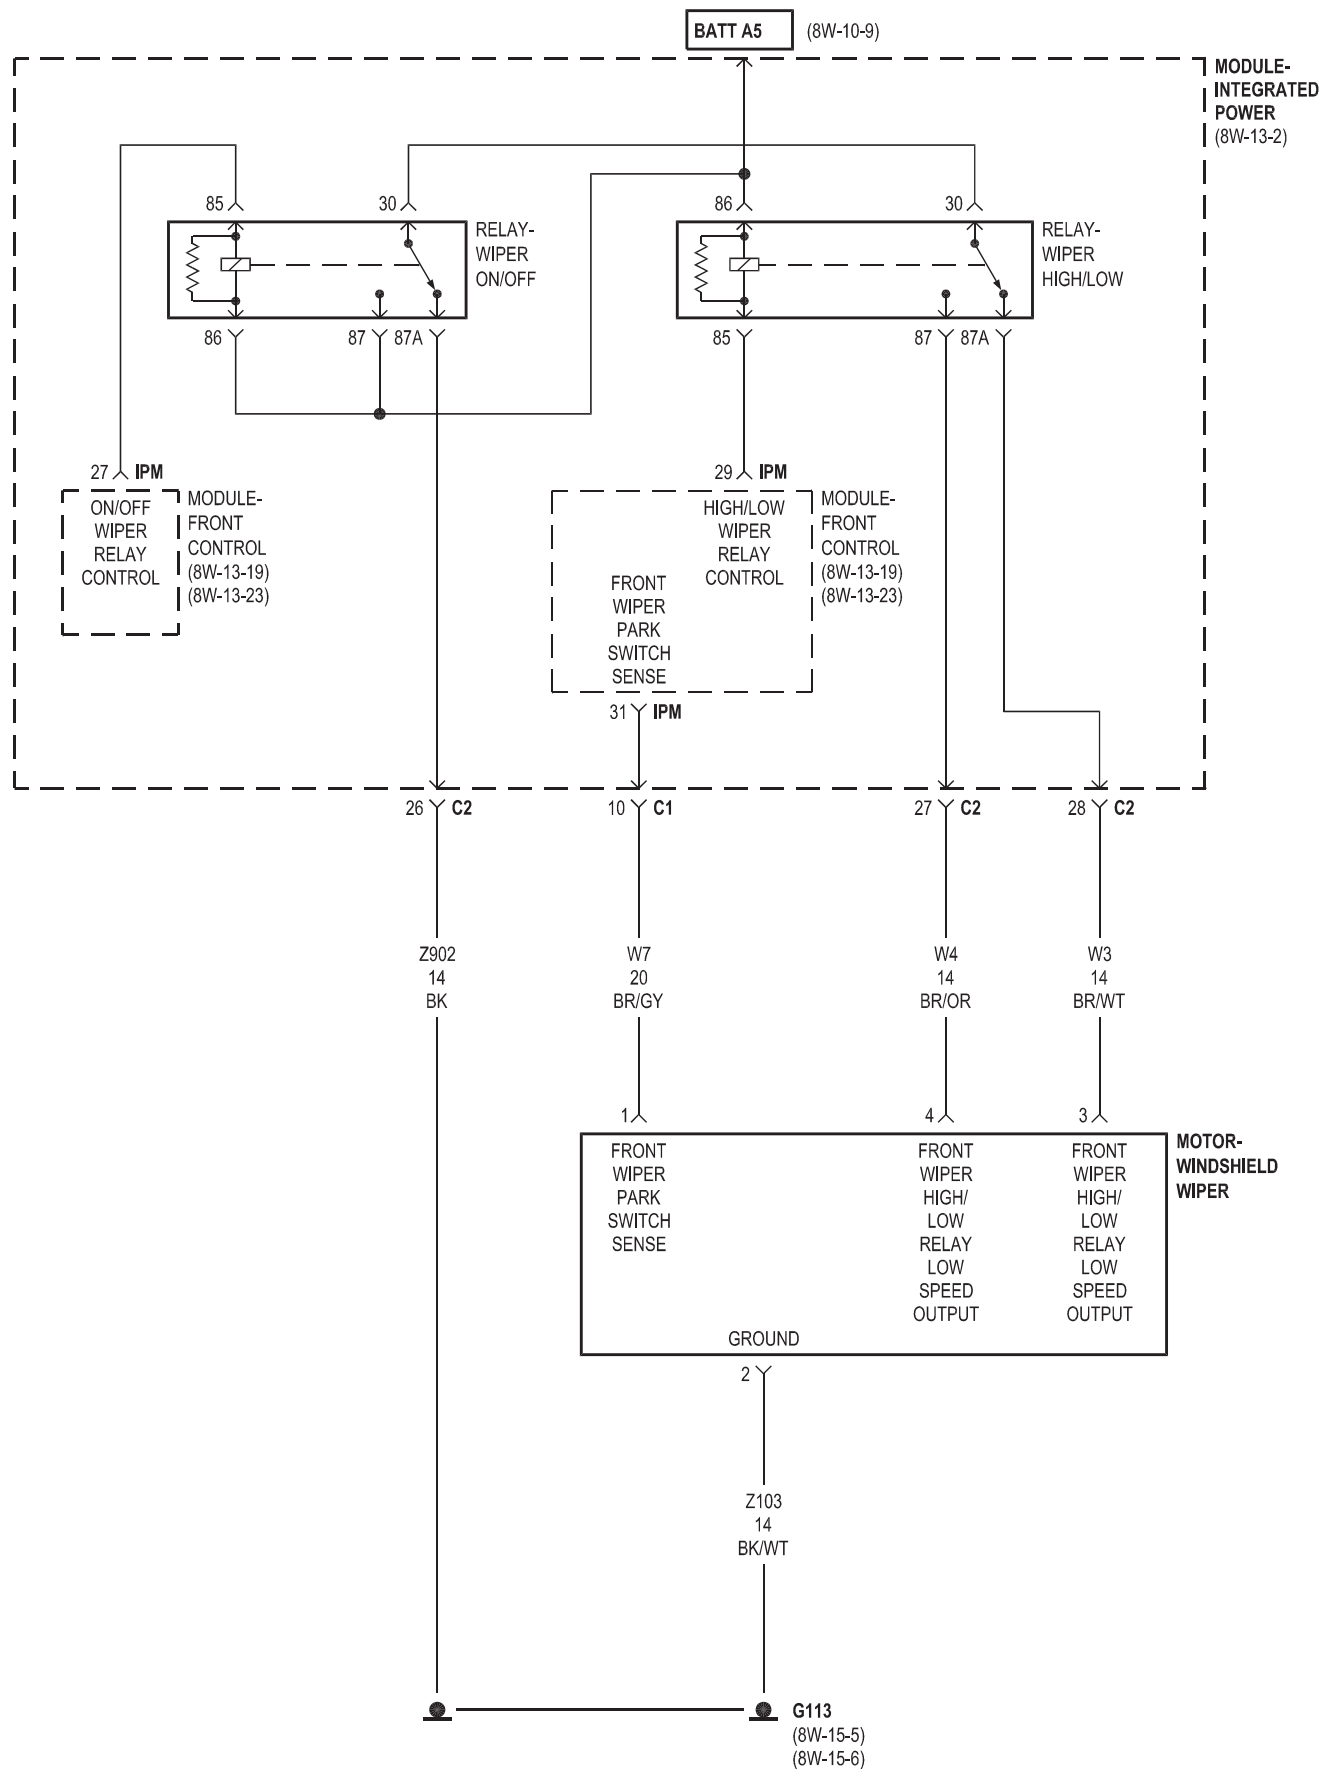 BATT A5
(8W-10-9)
MODULE-
INTEGRATED
POWER
(8W-13-2)
85
30
86
30
RELAY-
WIPER
ON/OFF
RELAY-
WIPER
HIGH/LOW
86
87
87A
85
87
87A
27
IPM
29
IPM
ON/OFF
WIPER
RELAY
CONTROL
MODULE-
FRONT
CONTROL
(8W-13-19)
(8W-13-23)
HIGH/LOW
WIPER
RELAY
CONTROL
FRONT
WIPER
PARK
SWITCH
SENSE
MODULE-
FRONT
CONTROL
(8W-13-19)
(8W-13-23)
31
IPM
26
C2
10
C1
27
C2
28
C2
Z902
14
BK
W7
20
BR/GY
W4
14
BR/OR
W3
14
BR/WT
1
4
3
FRONT
WIPER
PARK
SWITCH
SENSE
FRONT
WIPER
HIGH/
LOW
RELAY
LOW
SPEED
OUTPUT
FRONT
WIPER
HIGH/
LOW
RELAY
LOW
SPEED
OUTPUT
MOTOR-
WINDSHIELD
WIPER
GROUND
2
Z103
14
BK/WT
G113
(8W-15-5)
(8W-15-6)